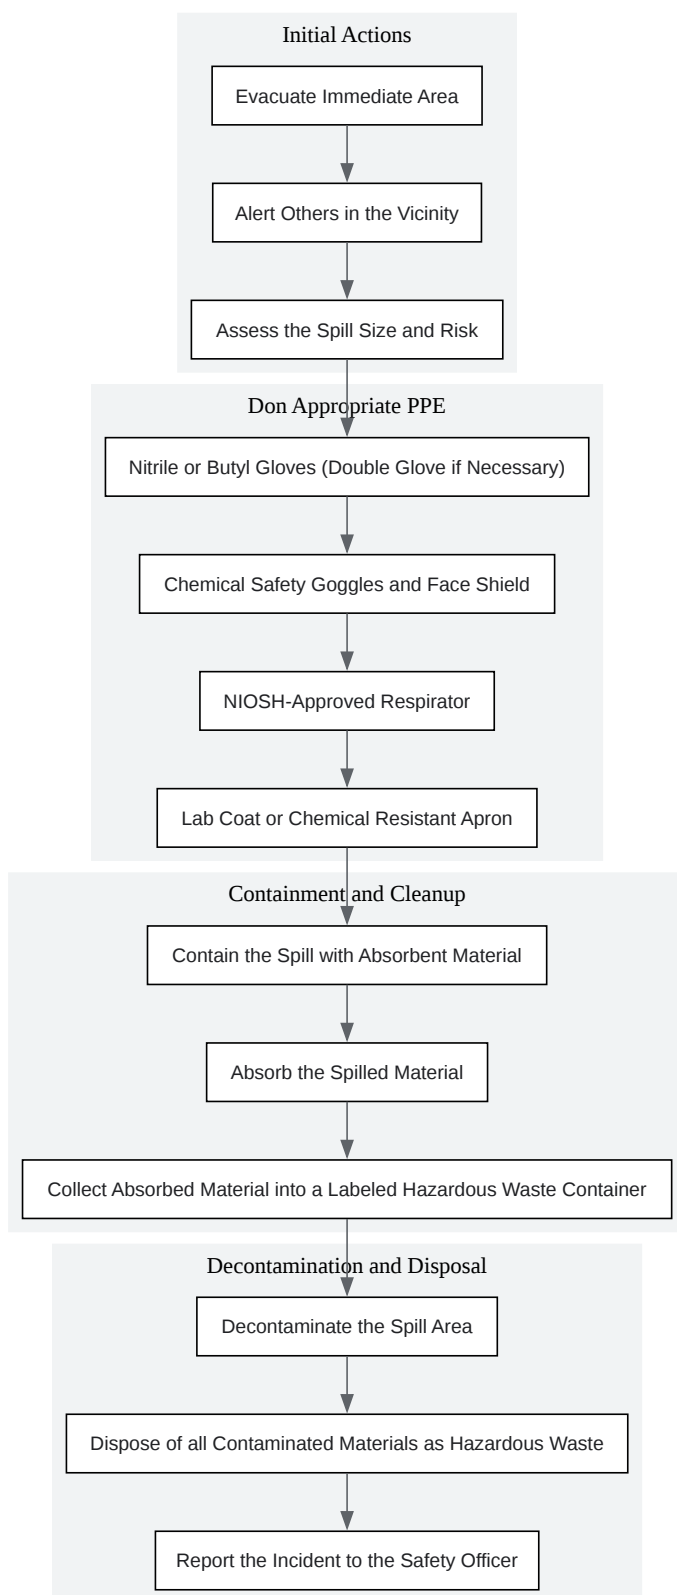 Initial Actions
Evacuate Immediate Area
Alert Others in the Vicinity
Assess the Spill Size and Risk
Don Appropriate PPE
Nitrile or Butyl Gloves (Double Glove if Necessary)
Chemical Safety Goggles and Face Shield
NIOSH-Approved Respirator
Lab Coat or Chemical Resistant Apron
Containment and Cleanup
Contain the Spill with Absorbent Material
Absorb the Spilled Material
Collect Absorbed Material into a Labeled Hazardous Waste Container
Decontamination and Disposal
Decontaminate the Spill Area
Dispose of all Contaminated Materials as Hazardous Waste
Report the Incident to the Safety Officer